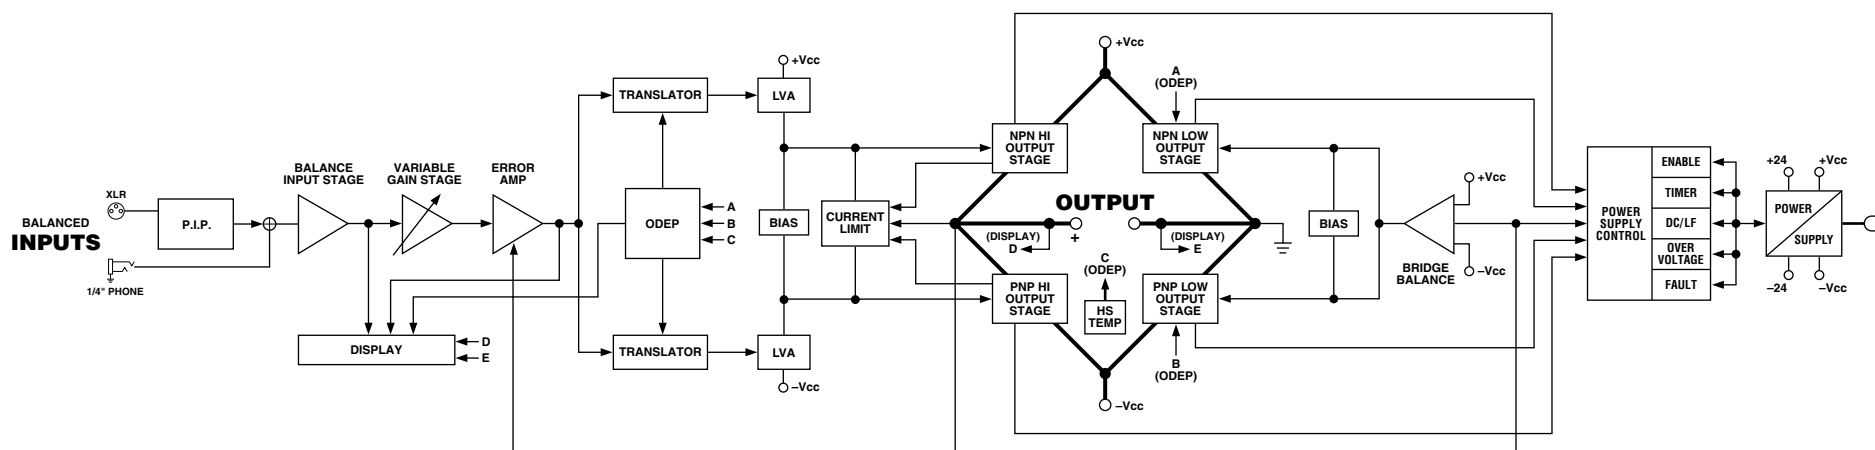 BALANCED
INPUTS
XLR
1/4" PHONE
P.I.P.
BALANCE
INPUT STAGE
VARIABLE
GAIN STAGE
ERROR
AMP
DISPLAY
D
E
TRANSLATOR
ODEP
A
B
C
TRANSLATOR
+Vcc
LVA
BIAS
LVA
–Vcc
CURRENT
LIMIT
NPN HI
OUTPUT
STAGE
PNP HI
OUTPUT
STAGE
+Vcc
A
(ODEP)
NPN LOW
OUTPUT
STAGE
OUTPUT
+
(DISPLAY)
D
(DISPLAY)
E
C
(ODEP)
HS
TEMP
PNP LOW
OUTPUT
STAGE
B
(ODEP)
–Vcc
BIAS
+Vcc
–Vcc
BRIDGE
BALANCE
POWER
SUPPLY
CONTROL
ENABLE
TIMER
DC/LF
OVER
VOLTAGE
FAULT
+24
+Vcc
POWER
SUPPLY
–24
–Vcc